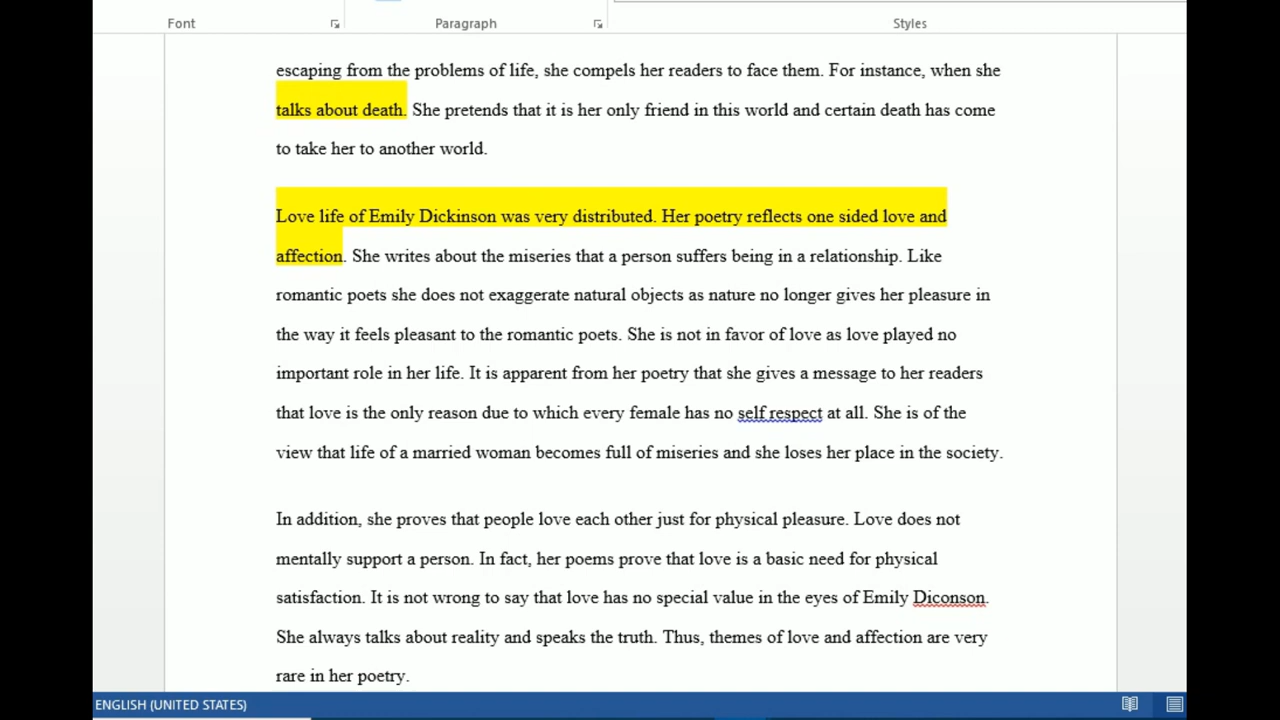 Font Paragraph Styles
escaping from the problems of life, she compels her readers to face them. For instance, when she
talks about death. She pretends that it is her only friend in this world and certain death has come
to take her to another world.
Love life of Emily Dickinson was very distributed. Her poetry reflects one sided love and
affection. She writes about the miseries that a person suffers being in a relationship. Like
romantic poets she does not exaggerate natural objects as nature no longer gives her pleasure in
the way it feels pleasant to the romantic poets. She is not in favor of love as love played no
important role in her life. It is apparent from her poetry that she gives a message to her readers
that love is the only reason due to which every female has no self respect at all. She is of the
view that life of a married woman becomes full of miseries and she loses her place in the society.
In addition, she proves that people love each other just for physical pleasure. Love does not
mentally support a person. In fact, her poems prove that love is a basic need for physical
satisfaction. It is not wrong to say that love has no special value in the eyes of Emily Diconson.
She always talks about reality and speaks the truth. Thus, themes of love and affection are very
rare in her poetry.
ENGLISH (UNITED STATES)